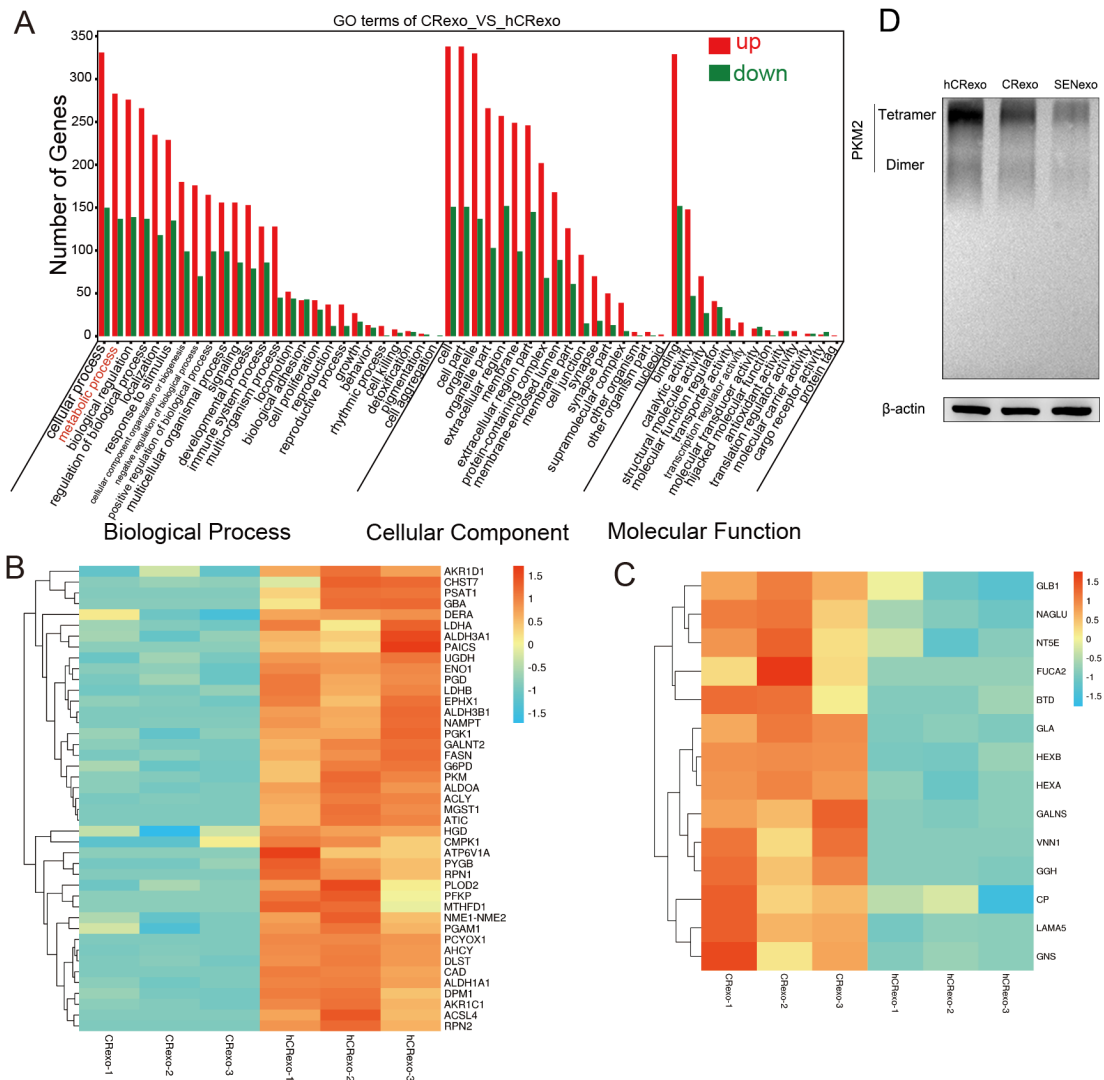 A
GO terms of CRexo_VS_hCRexo
up
down
Number of Genes
350
300
250
200
150
100
50
0
cellular process
metabolic process
biological regulation
regulation of biological process
localization
response to stimulus
cellular component organization or biogenesis
negative regulation of biological process
positive regulation of biological process
multicellular organismal process
signaling
developmental process
immune system process
multi-organism process
locomotion
biological adhesion
cell proliferation
reproduction
reproductive process
growth
behavior
rhythmic process
cell killing
detoxification
pigmentation
cell aggregation
cell
cell part
organelle
organelle part
extracellular region
membrane
extracellular region part
protein-containing complex
membrane-enclosed lumen
membrane part
cell junction
synapse
synapse part
supramolecular complex
other organism
other organism part
nucleoid
binding
catalytic activity
structural molecule activity
molecular function regulator
transporter activity
transcription regulator activity
molecular transducer activity
hijacked molecular function
antioxidant activity
translation regulator activity
molecular carrier activity
cargo receptor activity
protein tag
Biological Process
Cellular Component
Molecular Function
D
hCRexo CRexo SENexo
PKM2
Tetramer
Dimer
β-actin
B
AKR1D1
CHST7
PSAT1
GBA
DERA
LDHA
ALDH3A1
PAICS
UGDH
ENO1
PGD
LDHB
EPHX1
ALDH3B1
NAMPT
PGK1
GALNT2
FASN
G6PD
PKM
ALDOA
ACLY
MGST1
ATIC
HGD
CMPK1
ATP6V1A
PYGB
RPN1
PLOD2
PFKP
MTHFD1
NME1-NME2
PGAM1
PCYOX1
AHCY
DLST
CAD
ALDH1A1
DPM1
AKR1C1
ACSL4
RPN2
1.5
1
0.5
0
-0.5
-1
-1.5
CRexo-1
CRexo-2
CRexo-3
hCRexo-1
hCRexo-2
hCRexo-3
C
GLB1
NAGLU
NT5E
FUCA2
BTD
GLA
HEXB
HEXA
GALNS
VNN1
GGH
CP
LAMA5
GNS
1.5
1
0.5
0
-0.5
-1
-1.5
CRexo-1
CRexo-2
CRexo-3
hCRexo-1
hCRexo-2
hCRexo-3